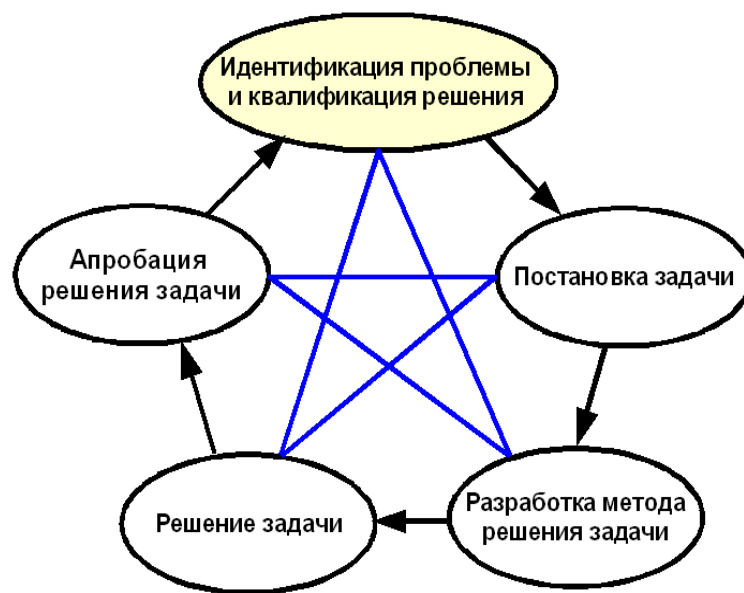 Идентификация проблемы
и квалификация решения
Апробация
решения задачи
Постановка задачи
Решение задачи
Разработка метода
решения задачи